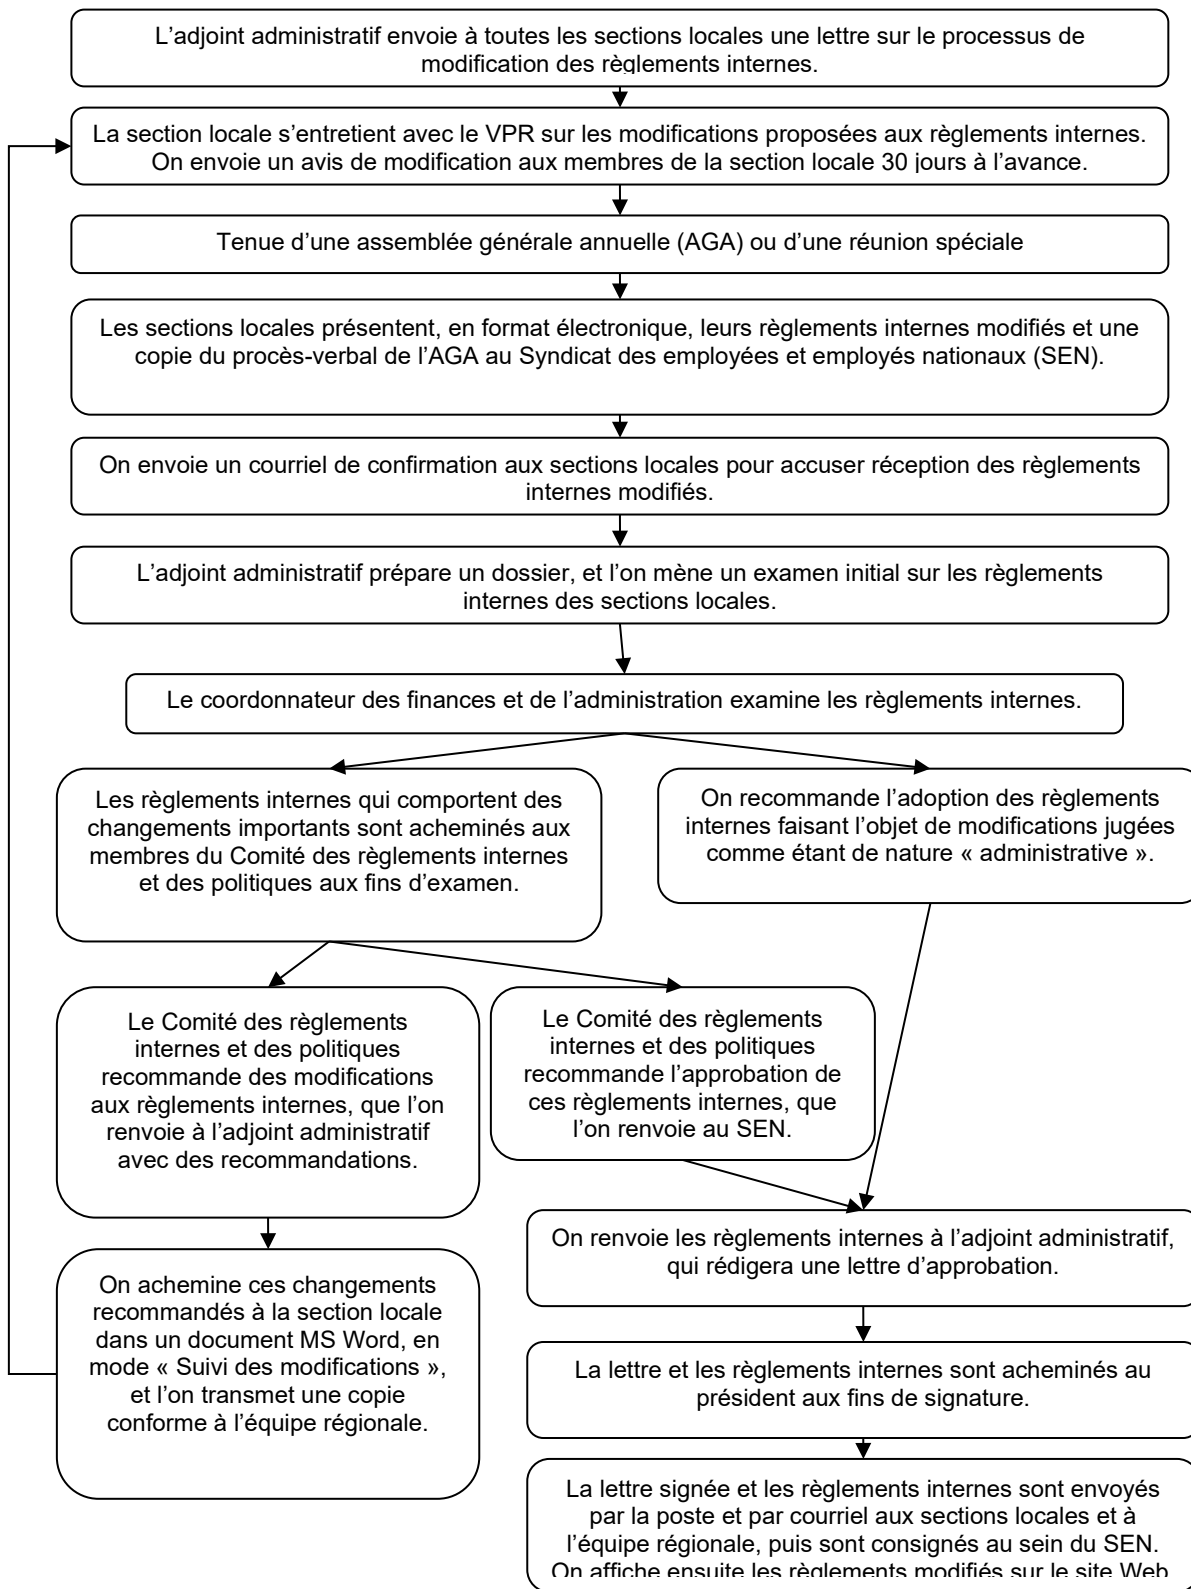 L'adjoint administratif envoie à toutes les sections locales une lettre sur le processus de
modification des règlements internes.
La section locale s'entretient avec le VPR sur les modifications proposées aux règlements internes.
On envoie un avis de modification aux membres de la section locale 30 jours à l'avance.
Tenue d'une assemblée générale annuelle (AGA) ou d'une réunion spéciale
Les sections locales présentent, en format électronique, leurs règlements internes modifiés et une
copie du procès-verbal de l'AGA au Syndicat des employées et employés nationaux (SEN).
On envoie un courriel de confirmation aux sections locales pour accuser réception des règlements
internes modifiés.
L'adjoint administratif prépare un dossier, et l'on mène un examen initial sur les règlements
internes des sections locales.
Le coordonnateur des finances et de l'administration examine les règlements internes.
Les règlements internes qui comportent des
changements importants sont acheminés aux
membres du Comité des règlements internes
et des politiques aux fins d'examen.
On recommande l'adoption des règlements
internes faisant l'objet de modifications jugées
comme étant de nature « administrative ».
Le Comité des règlements
internes et des politiques
recommande des modifications
aux règlements internes, que l'on
renvoie à l'adjoint administratif
avec des recommandations.
Le Comité des règlements
internes et des politiques
recommande l'approbation de
ces règlements internes, que
l'on renvoie au SEN.
On achemine ces changements
recommandés à la section locale
dans un document MS Word, en
mode « Suivi des modifications »,
et l'on transmet une copie
conforme à l'équipe régionale.
On renvoie les règlements internes à l'adjoint administratif,
qui rédigera une lettre d'approbation.
La lettre et les règlements internes sont acheminés au
président aux fins de signature.
La lettre signée et les règlements internes sont envoyés
par la poste et par courriel aux sections locales et à
l'équipe régionale, puis sont consignés au sein du SEN.
On affiche ensuite les règlements modifiés sur le site Web